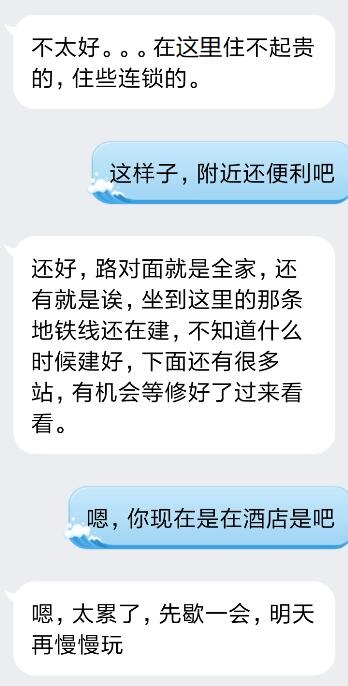 不太好。。。在这里住不起贵
的，住些连锁的。
这样子，附近还便利吧
还好，路对面就是全家，还
有就是诶，坐到这里的那条
地铁线还在建，不知道什么
时候建好，下面还有很多
站，有机会等修好了过来看
看。
嗯，你现在是在酒店是吧
嗯，太累了，先歇一会，明天
再慢慢玩